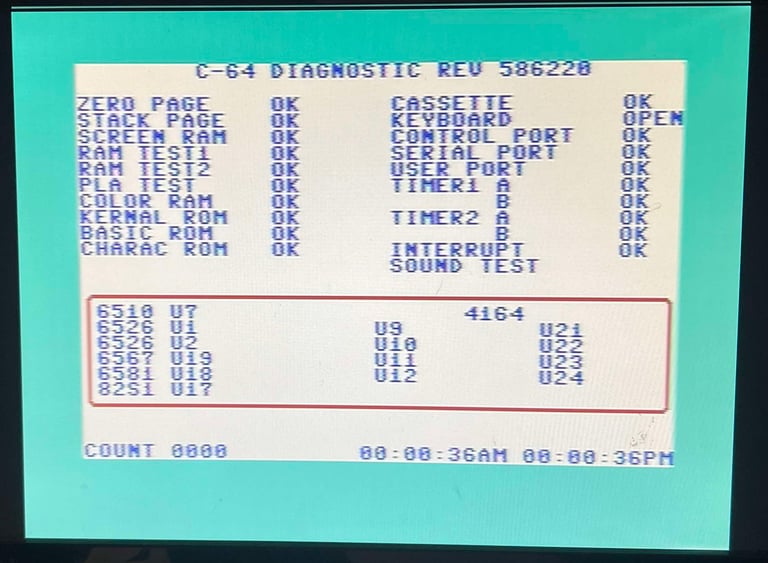 C-64 DIAGNOSTIC REV 586220
ZERO PAGE OK CASSETTE OK
STACK PAGE OK KEYBOARD OPEN
SCREEN RAM OK CONTROL PORT OK
RAM TEST1 OK SERIAL PORT OK
RAM TEST2 OK USER PORT OK
PLA TEST OK TIMER1 A OK
COLOR RAM OK B OK
KERNAL ROM OK TIMER2 A OK
BASIC ROM OK B OK
CHARAC ROM OK INTERRUPT OK
SOUND TEST
6510 U7 4164
6526 U1 U9 U21
6526 U2 U10 U22
6567 U19 U11 U23
6581 U18 U12 U24
82S1 U17
COUNT 0000 00:00:36AM 00:00:36PM